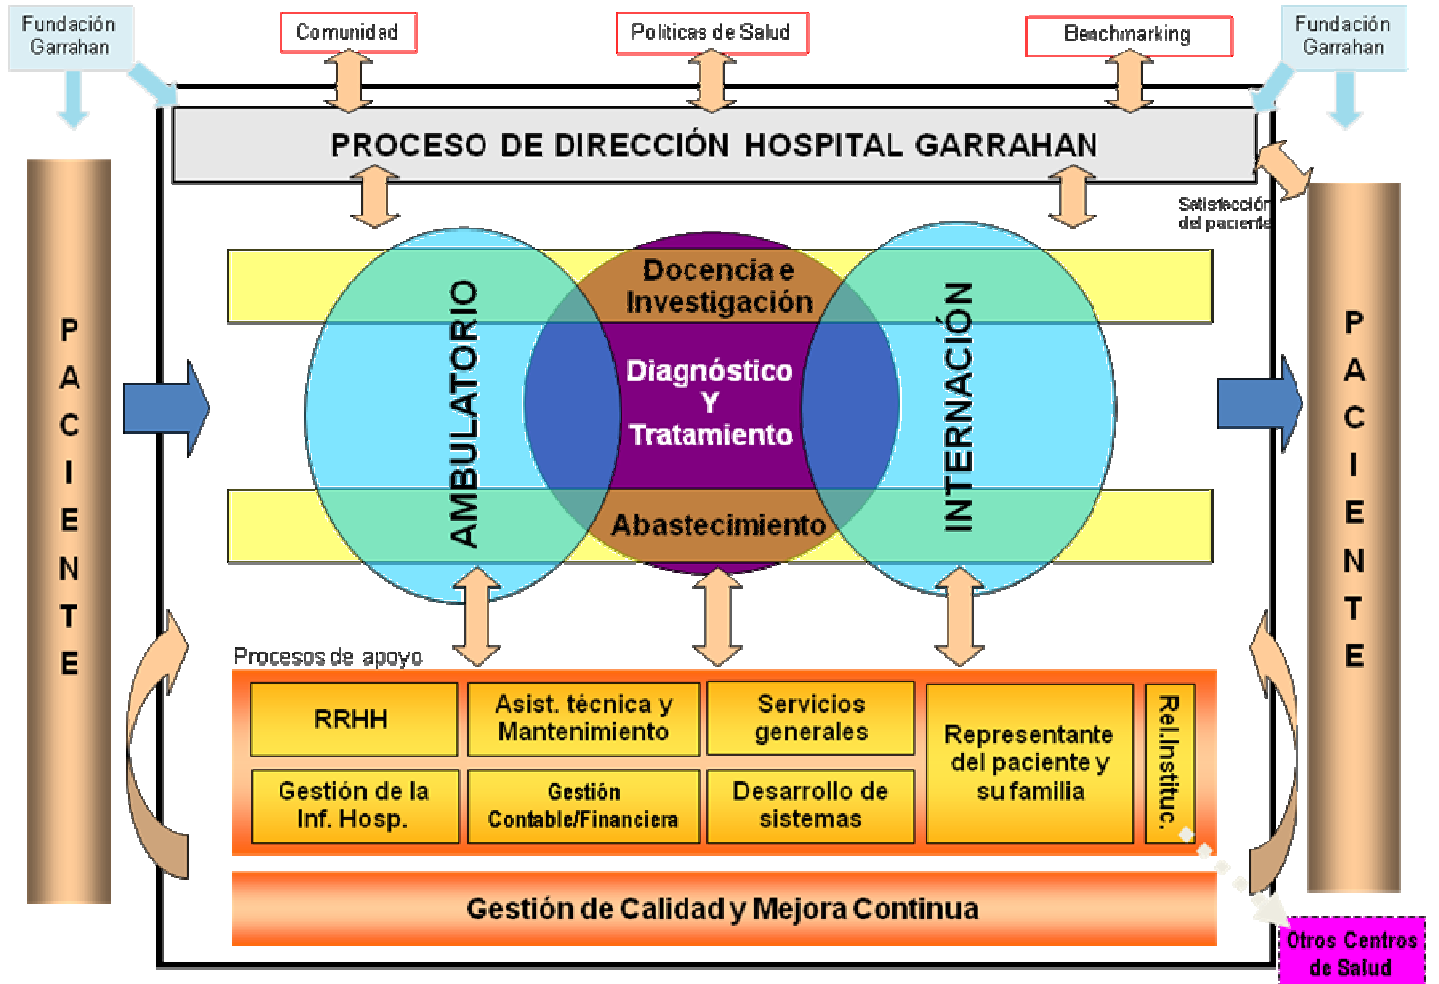 Fundación
Garrahan
Comunidad
Políticas de Salud
Benchmarking
Fundación
Garrahan
PROCESO DE DIRECCIÓN HOSPITAL GARRAHAN
Satisfacción
del paciente
PACIENTE
AMBULATORIO
Docencia e
Investigación
Diagnóstico
Y
Tratamiento
Abastecimiento
INTERNACIÓN
PACIENTE
Procesos de apoyo
RRHH
Asist. técnica y
Mantenimiento
Servicios
generales
Representante
del paciente y
su familia
Rel.Instituc.
Gestión de la
Inf. Hosp.
Gestión
Contable/Financiera
Desarrollo de
sistemas
Gestión de Calidad y Mejora Continua
Otros Centros
de Salud